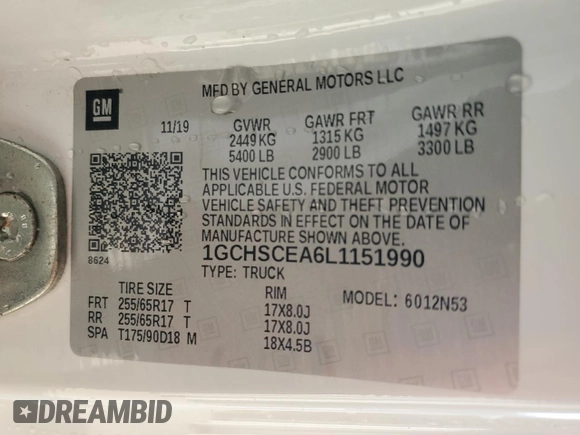 MFD BY GENERAL MOTORS LLC
GM
11/19 GVWR GAWR FRT GAWR RR
2449 KG 1315 KG 1497 KG
5400 LB 2900 LB 3300 LB
THIS VEHICLE CONFORMS TO ALL
APPLICABLE U.S. FEDERAL MOTOR
VEHICLE SAFETY AND THEFT PREVENTION
STANDARDS IN EFFECT ON THE DATE OF
MANUFACTURE SHOWN ABOVE.
8624
1GCHSCEA6L1151990
TYPE: TRUCK
TIRE SIZE RIM MODEL: 6012N53
FRT 255/65R17 T 17X8.0J
RR 255/65R17 T 17X8.0J
SPA T175/90D18 M 18X4.5B
DREAMBID